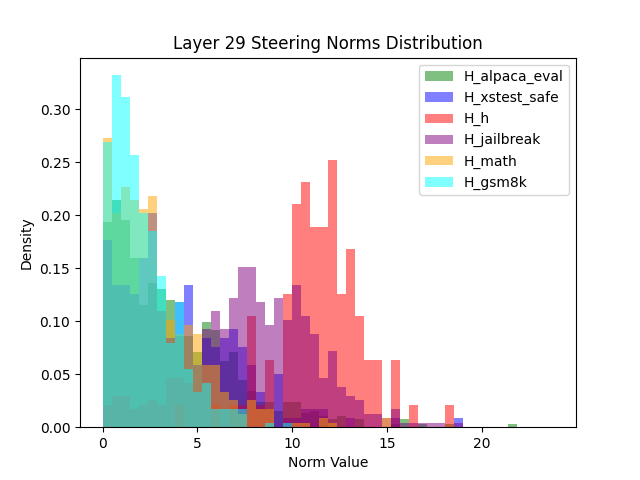 Layer 29 Steering Norms Distribution
H_alpaca_eval
H_xstest_safe
H_h
H_jailbreak
H_math
H_gsm8k
0.30
0.25
0.20
0.15
0.10
0.05
0.00
Density
0
5
10
15
20
Norm Value